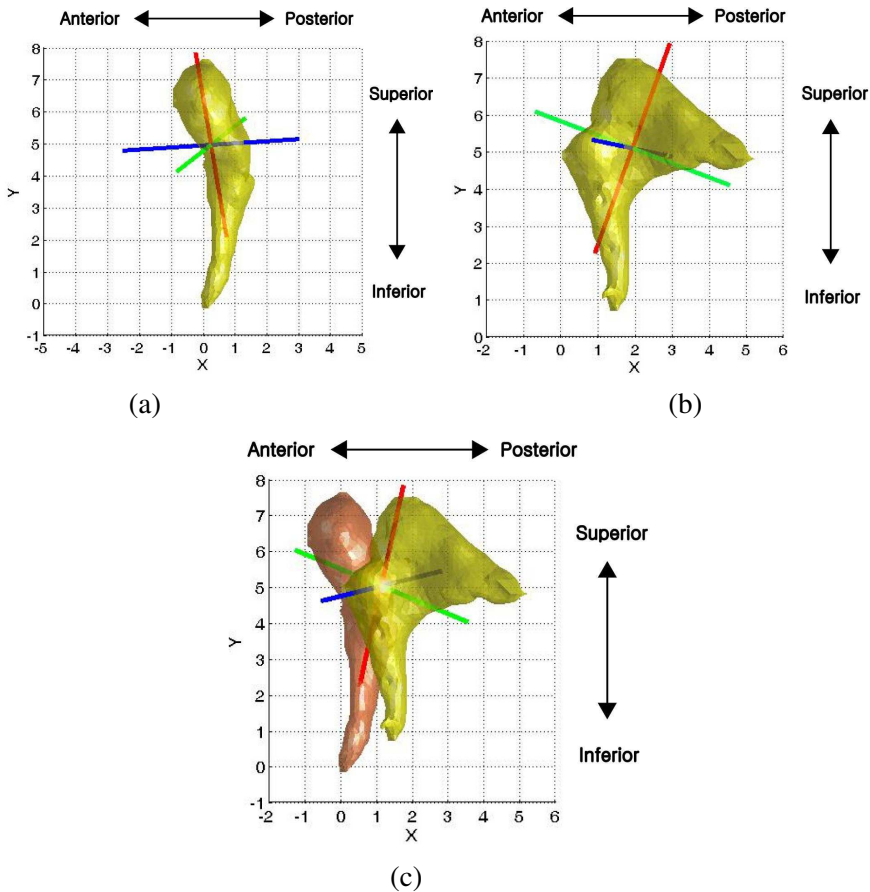 Anterior Posterior
8
7
6
5
4
3
2
1
0
-1
Y
-5 -4 -3 -2 -1 0 1 2 3 4 5
X
Superior
Inferior
(a)
Anterior Posterior
8
7
6
5
4
3
2
1
0
Y
-2 -1 0 1 2 3 4 5 6
X
Superior
Inferior
(b)
Anterior Posterior
8
7
6
5
4
3
2
1
0
-1
Y
-2 -1 0 1 2 3 4 5 6
X
Superior
Inferior
(c)